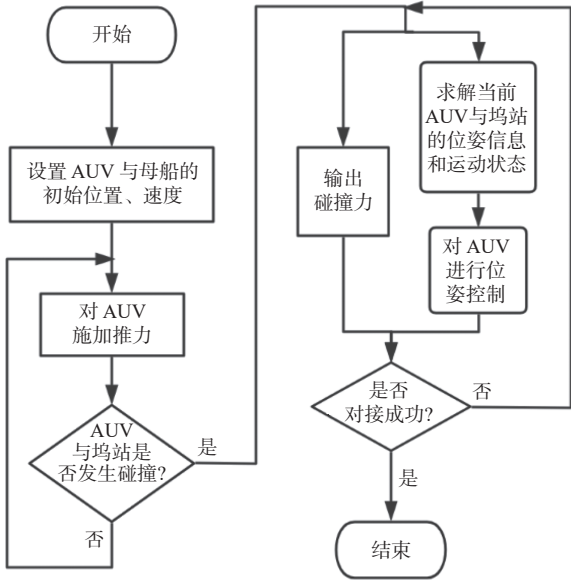 开始
设置 AUV 与母船的
初始位置、速度
对 AUV
施加推力
AUV
与坞站是
否发生碰撞?
是
否
输出
碰撞力
求解当前
AUV与坞站
的位姿信息
和运动状态
对 AUV
进行位
姿控制
是否
对接成功?
否
是
结束